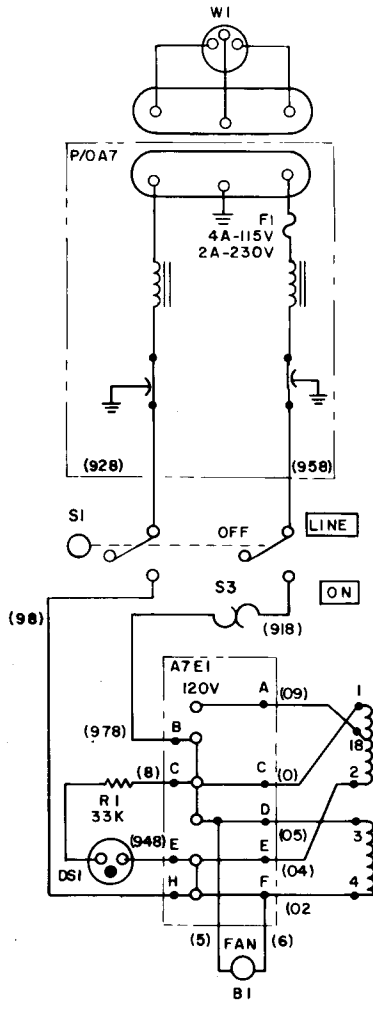 W1
P/OA7
F1
4A-115V
2A-230V
(928) (958)
S1
OFF LINE
S3 ON
(98)
(918)
A7E1
120V A (09) 1
(978) B 18
(8) C C (0) 2
R1
33K
D (05) 3
(948) E E (04)
DS1 H F (02 4
(5) FAN (6)
B1